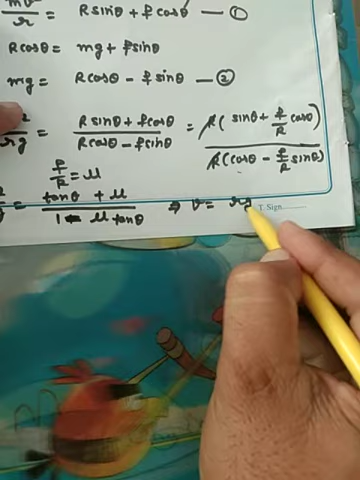 mv²/r = R sinθ + f cosθ — ①
R cosθ = mg + f sinθ
mg = R cosθ - f sinθ — ②
rg = R sinθ + f cosθ / R cosθ - f sinθ = R( sinθ + f/R cosθ) / R(cosθ - f/R sinθ)
f/R = μ
= tanθ + μ / 1 - μ tanθ ⇒ v = rg
T. Sign